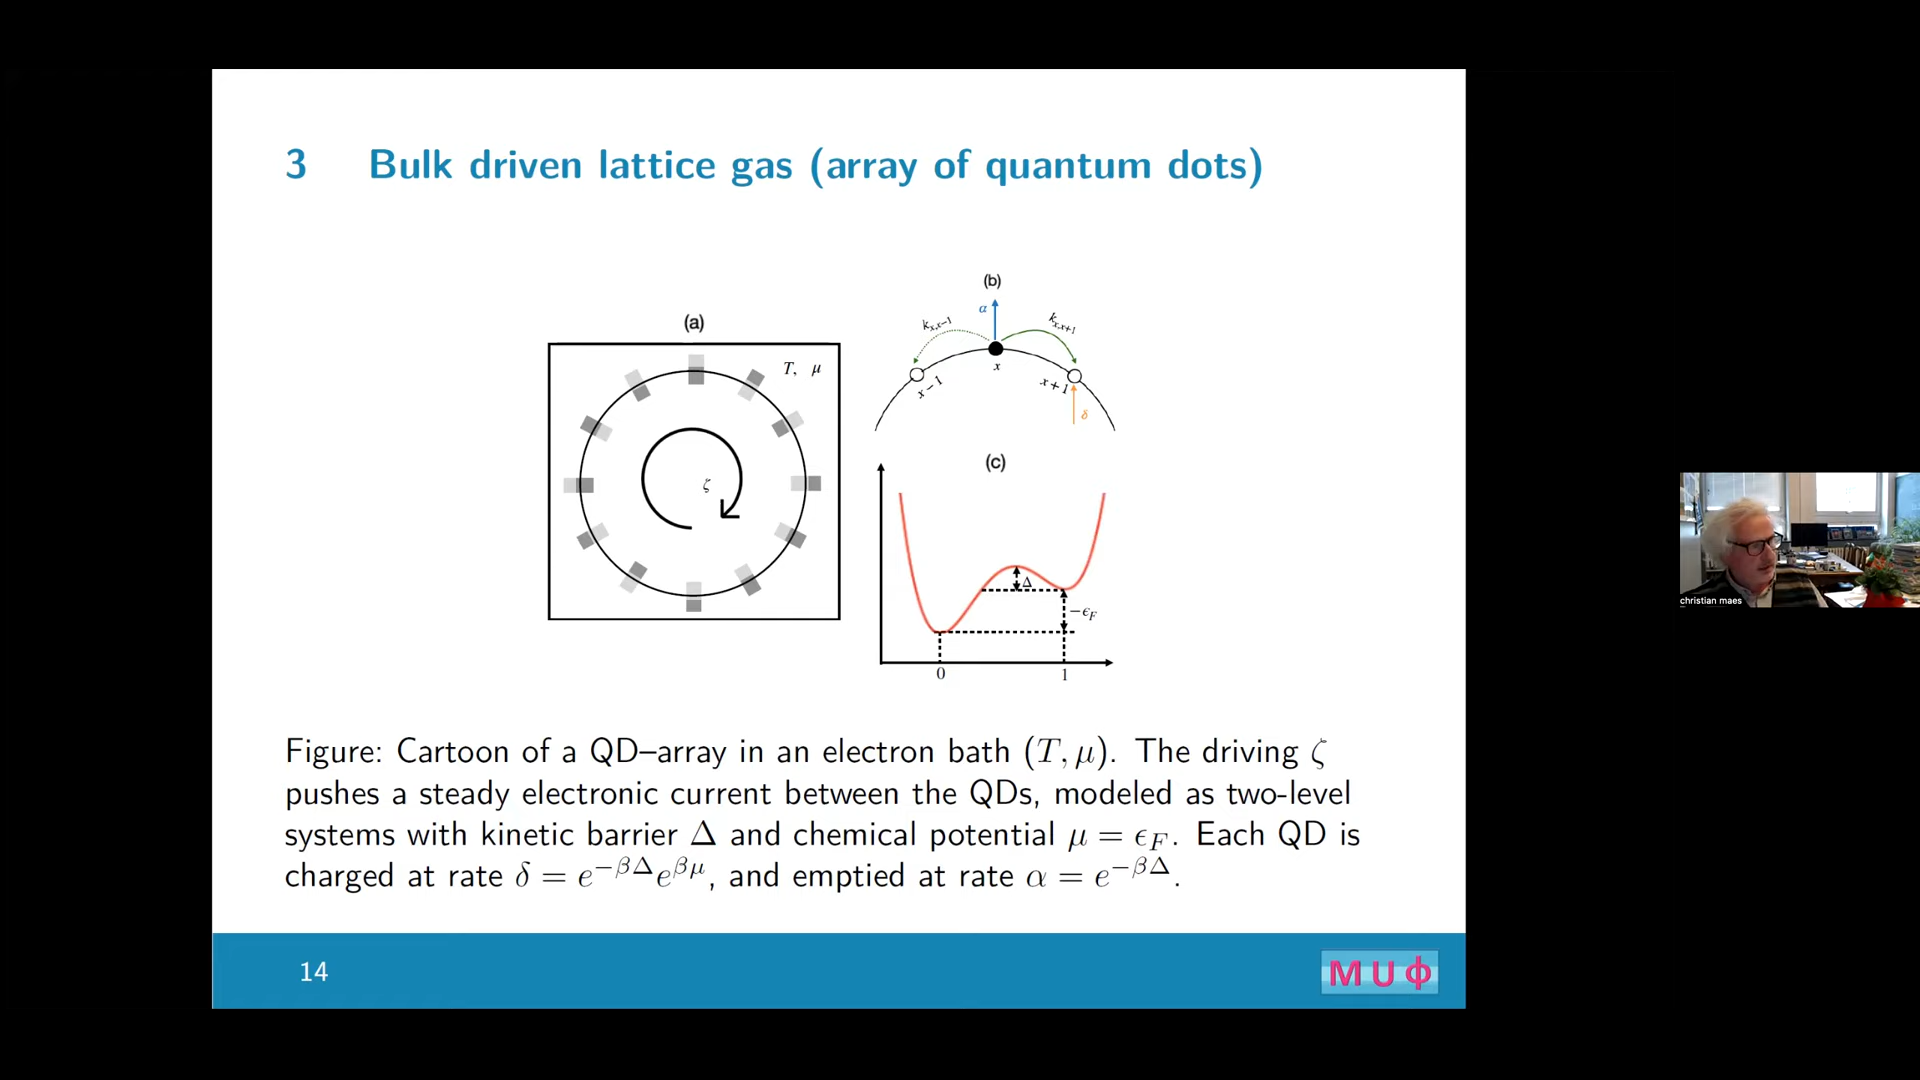 3 Bulk driven lattice gas (array of quantum dots)
(a)
T, μ
ζ
(b)
α
k_{x,x−1}
k_{x,x+1}
x
x−1
x+1
δ
(c)
Δ
−ϵ_F
0
1
Figure: Cartoon of a QD–array in an electron bath (T, μ). The driving ζ
pushes a steady electronic current between the QDs, modeled as two-level
systems with kinetic barrier Δ and chemical potential μ = ϵ_F. Each QD is
charged at rate δ = e^{−βΔ}e^{βμ}, and emptied at rate α = e^{−βΔ}.
14
MUϕ
christian maes